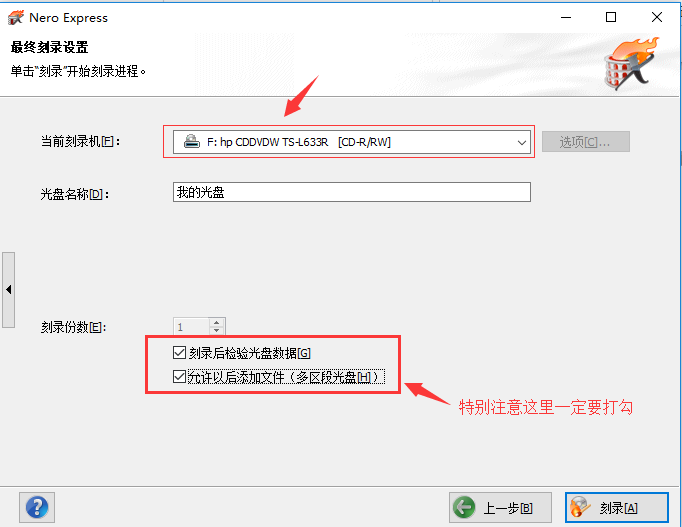 Nero Express
最终刻录设置
单击“刻录”开始刻录进程。
当前刻录机[F]:
F: hp CDDVDW TS-L633R [CD-R/RW]
选项[C]...
光盘名称[D]:
我的光盘
刻录份数[E]:
1
刻录后检验光盘数据[G]
允许以后添加文件（多区段光盘[H]）
特别注意这里一定要打勾
?
上一步[B]
刻录[A]